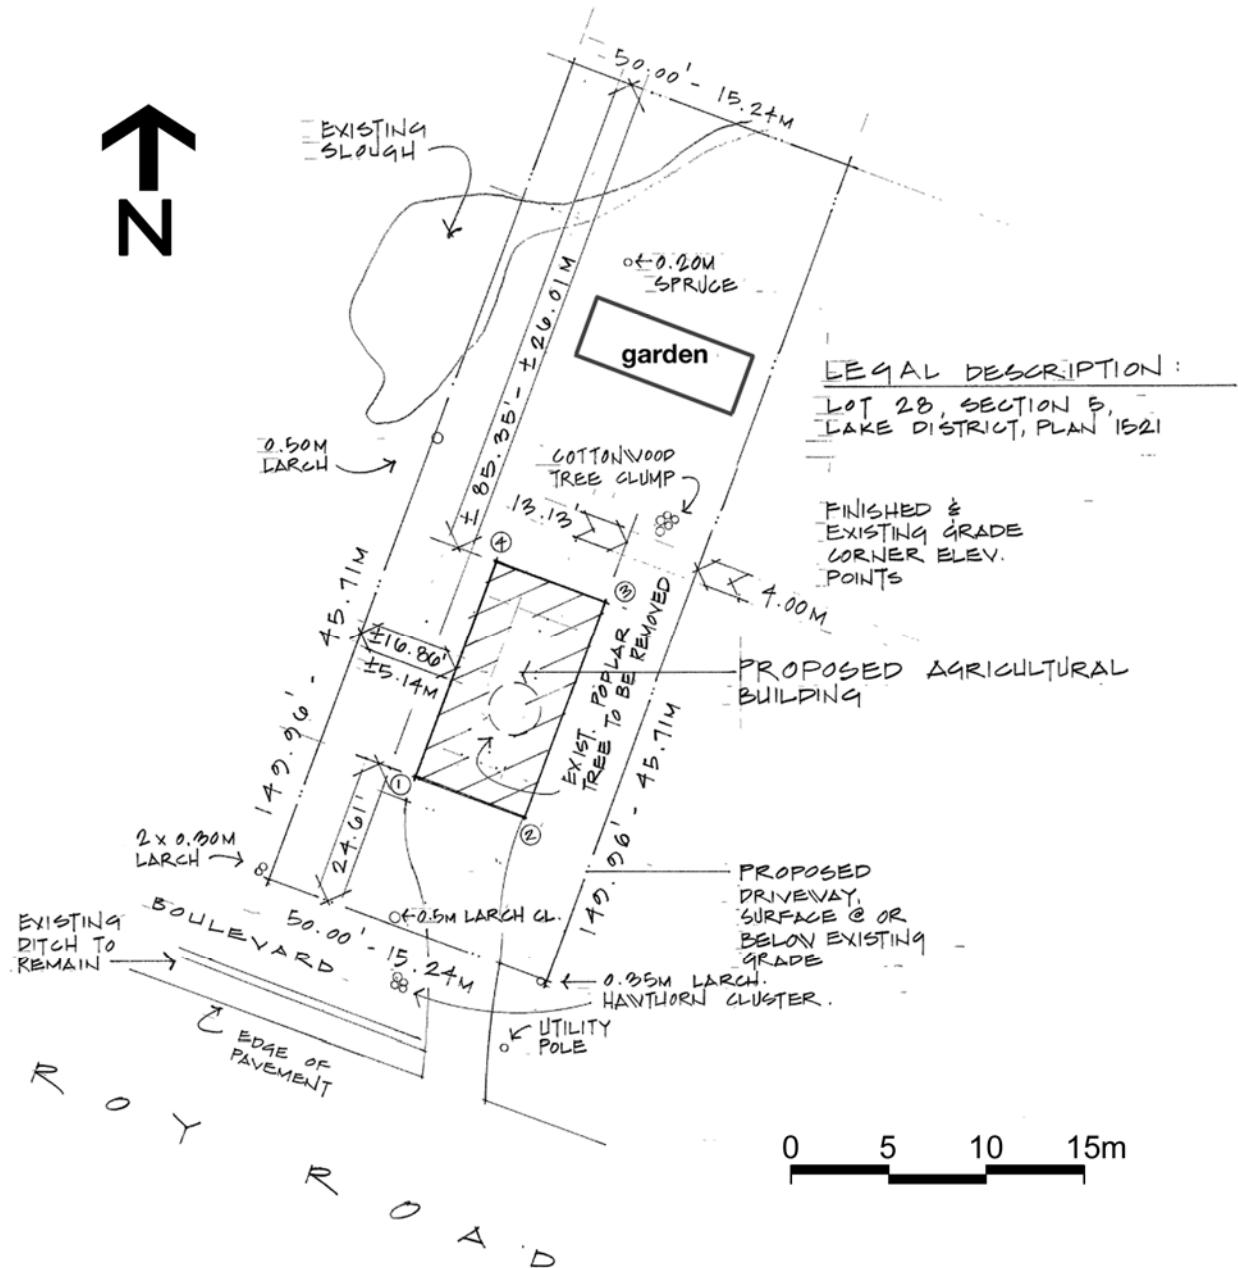 50.00' - 15.24M
EXISTING
SLOUGH
N
0.20M
SPRUCE
± 85.35' - ± 26.01M
garden
LEGAL DESCRIPTION :
LOT 28, SECTION 5,
LAKE DISTRICT, PLAN 1521
0.50M
LARCH
COTTONWOOD
TREE CLUMP
13.13'
FINISHED &
EXISTING GRADE
CORNER ELEV.
POINTS
4
3
4.00M
149.96' - 45.71M
±16.86'
±5.14M
EXIST. POPLAR
TREE TO BE REMOVED
PROPOSED AGRICULTURAL
BUILDING
1
2
24.61'
149.96' - 45.71M
2 x 0.30M
LARCH
PROPOSED
DRIVEWAY,
SURFACE @ OR
BELOW EXISTING
GRADE
EXISTING
DITCH TO
REMAIN
BOULEVARD
0.5M LARCH CL.
50.00' - 15.24M
0.35M LARCH.
HAWTHORN CLUSTER.
UTILITY
POLE
EDGE OF
PAVEMENT
ROY ROAD
0 5 10 15m